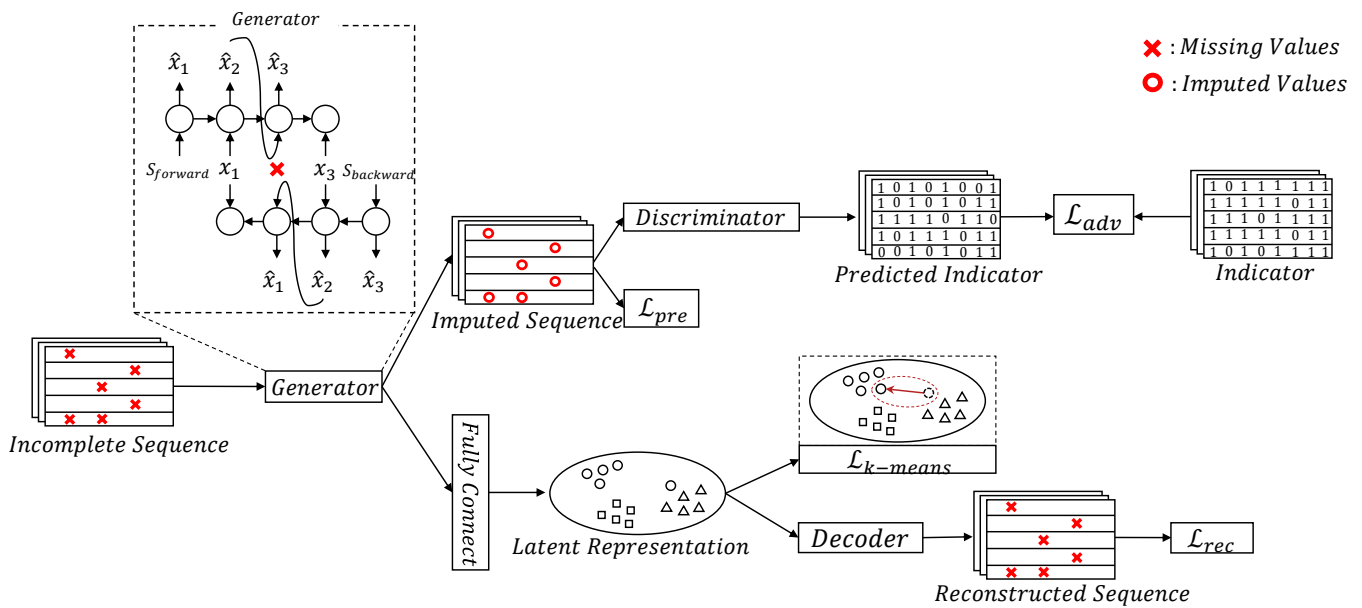 Generator
x̂1 x̂2 x̂3
Sforward x1 x3 Sbackward
x̂1 x̂2 x̂3
: Missing Values
: Imputed Values
Incomplete Sequence
Generator
Imputed Sequence
Discriminator
ℒpre
1 0 1 0 1 0 0 1
1 0 1 0 1 0 1 1
1 1 1 1 0 1 1 0
1 0 1 1 1 0 1 1
0 0 1 0 1 0 1 1
Predicted Indicator
ℒadv
1 0 1 1 1 1 1 1
1 1 1 1 1 0 1 1
1 1 1 0 1 1 1 1
1 1 1 1 1 0 1 1
1 0 1 0 1 1 1 1
Indicator
Fully Connect
Latent Representation
ℒk−means
Decoder
Reconstructed Sequence
ℒrec